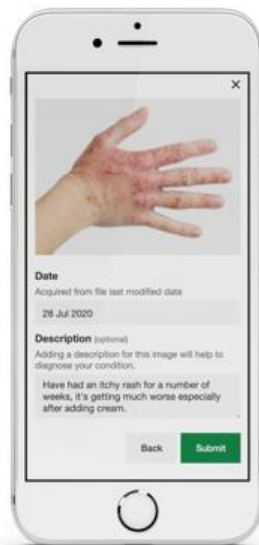 ×
Date
Acquired from file last modified date
28 Jul 2020
Description (optional)
Adding a description for this image will help to
diagnose your condition.
Have had an itchy rash for a number of
weeks, it's getting much worse especially
after adding cream.
Back Submit